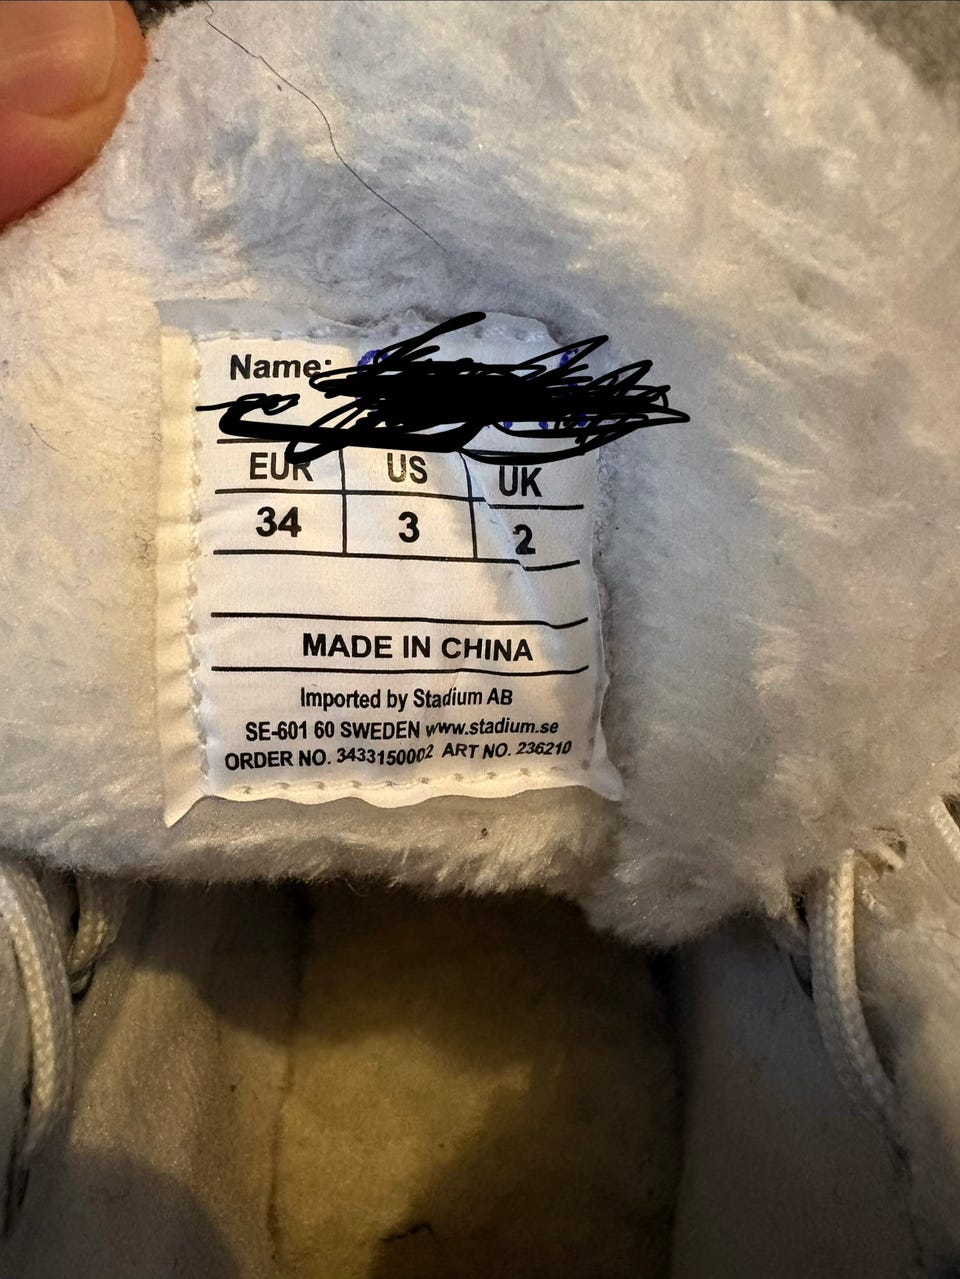 Name:
EUR US UK
34 3 2
MADE IN CHINA
Imported by Stadium AB
SE-601 60 SWEDEN www.stadium.se
ORDER NO. 3433150002 ART NO. 236210